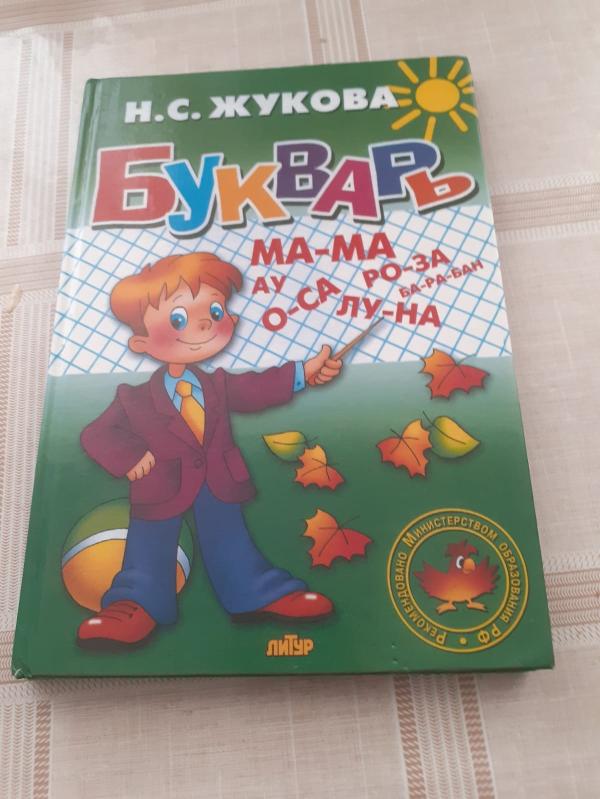 Н.С. ЖУКОВА
БУКВАРЬ
МА-МА
АУ
РО-ЗА
О-СА
БА-РА-БАН
ЛУ-НА
РЕКОМЕНДОВАНО МИНИСТЕРСТВОМ ОБРАЗОВАНИЯ РФ •
ЛИТУР